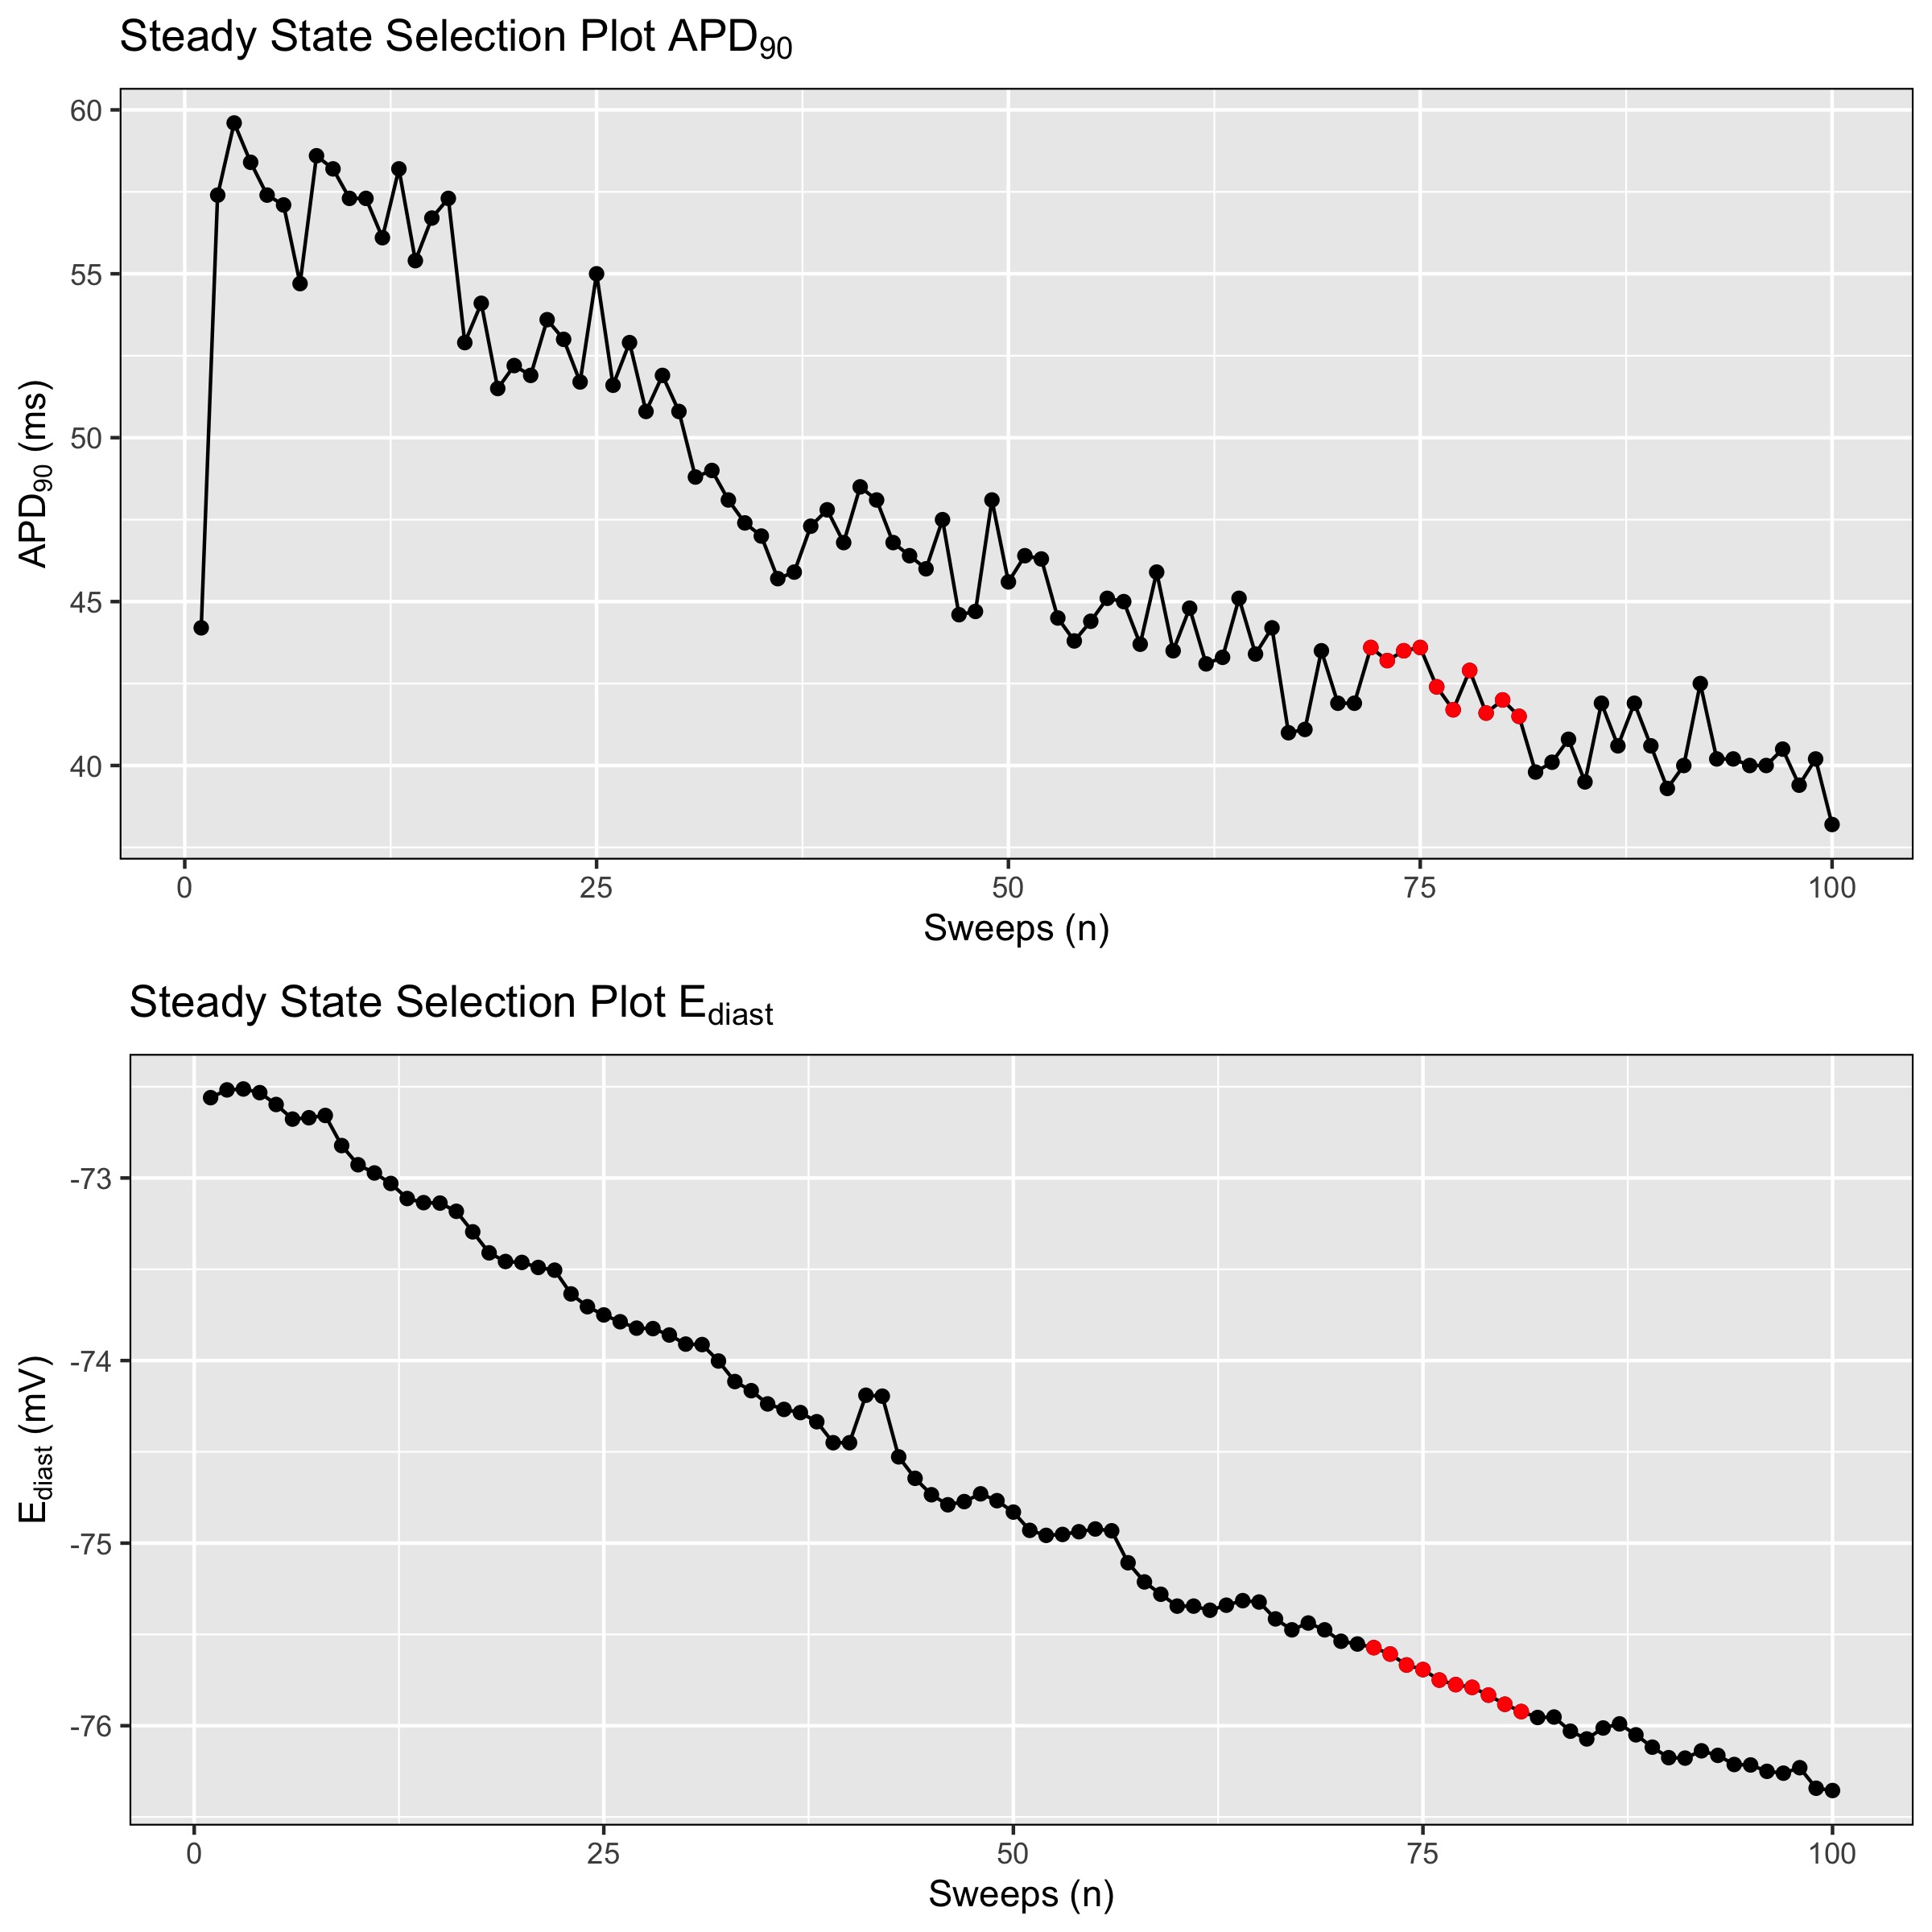 Steady State Selection Plot APD90
60
55
50
45
40
APD90 (ms)
0 25 50 75 100
Sweeps (n)
Steady State Selection Plot Ediast
-73
-74
-75
-76
Ediast (mV)
0 25 50 75 100
Sweeps (n)